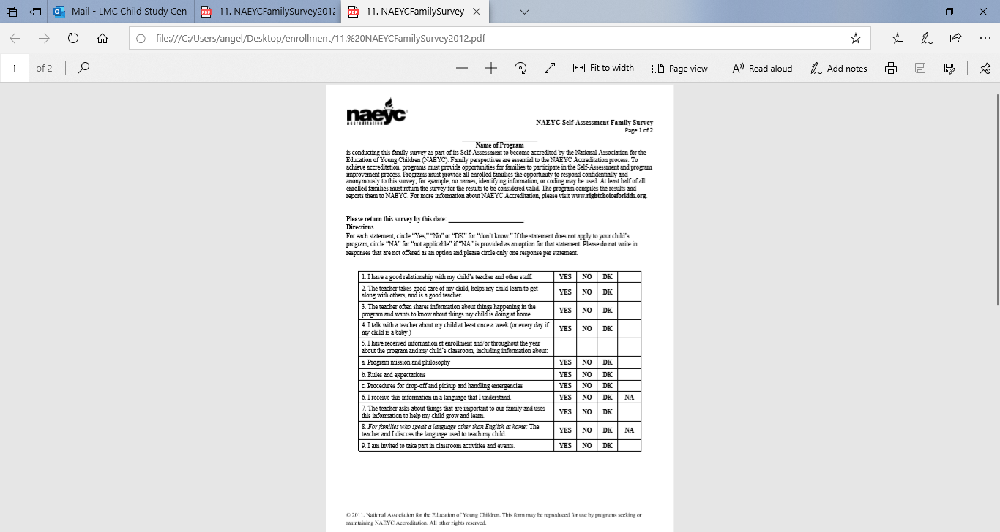 Mail - LMC Child Study Cen
11. NAEYCFamilySurvey2012
11. NAEYCFamilySurvey
file:///C:/Users/angel/Desktop/enrollment/11.%20NAEYCFamilySurvey2012.pdf
1 of 2
Fit to width
Page view
Read aloud
Add notes
naeyc
Accreditation
NAEYC Self-Assessment Family Survey
Page 1 of 2
Name of Program
is conducting this family survey as part of its Self-Assessment to become accredited by the National Association for the
Education of Young Children (NAEYC). Family perspectives are essential to the NAEYC Accreditation process. To
achieve accreditation, programs must provide opportunities for families to participate in the Self-Assessment and program
improvement process. Programs must provide all enrolled families the opportunity to respond confidentially and
anonymously to this survey; for example, no names, identifying information, or coding may be used. At least half of all
enrolled families must return the survey for the results to be considered valid. The program compiles the results and
reports them to NAEYC. For more information about NAEYC Accreditation, please visit www.rightchoiceforkids.org.
Please return this survey by this date: ______________________.
Directions
For each statement, circle “Yes,” “No” or “DK” for “don’t know.” If the statement does not apply to your child’s
program, circle “NA” for “not applicable” if “NA” is provided as an option for that statement. Please do not write in
responses that are not offered as an option and please circle only one response per statement.
1. I have a good relationship with my child’s teacher and other staff. YES NO DK
2. The teacher takes good care of my child, helps my child learn to get
along with others, and is a good teacher. YES NO DK
3. The teacher often shares information about things happening in the
program and wants to know about things my child is doing at home. YES NO DK
4. I talk with a teacher about my child at least once a week (or every day if
my child is a baby.) YES NO DK
5. I have received information at enrollment and/or throughout the year
about the program and my child’s classroom, including information about:
a. Program mission and philosophy YES NO DK
b. Rules and expectations YES NO DK
c. Procedures for drop-off and pickup and handling emergencies YES NO DK
6. I receive this information in a language that I understand. YES NO DK NA
7. The teacher asks about things that are important to our family and uses
this information to help my child grow and learn. YES NO DK
8. For families who speak a language other than English at home: The
teacher and I discuss the language used to teach my child. YES NO DK NA
9. I am invited to take part in classroom activities and events. YES NO DK
© 2011. National Association for the Education of Young Children. This form may be reproduced for use by programs seeking or
maintaining NAEYC Accreditation. All other rights reserved.